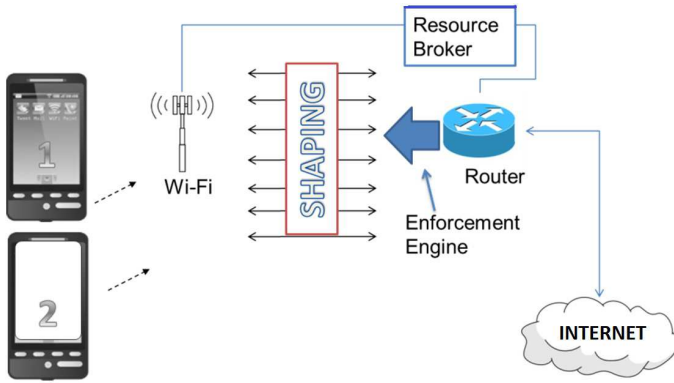 Resource
Broker
1
Wi-Fi
SHAPING
Router
Enforcement
Engine
2
INTERNET